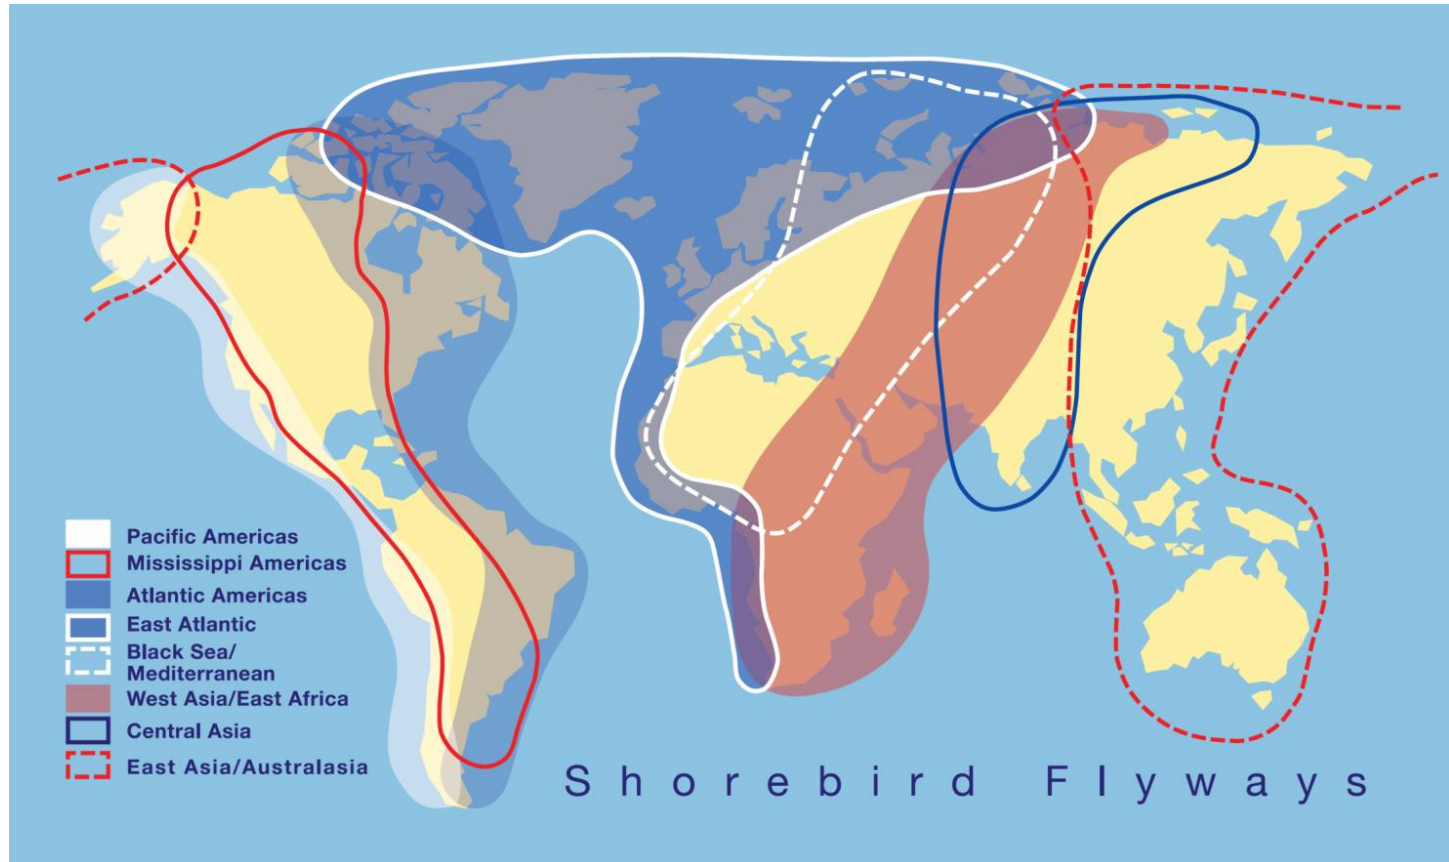 Pacific Americas
Mississippi Americas
Atlantic Americas
East Atlantic
Black Sea/
Mediterranean
West Asia/East Africa
Central Asia
East Asia/Australasia
Shorebird Flyways